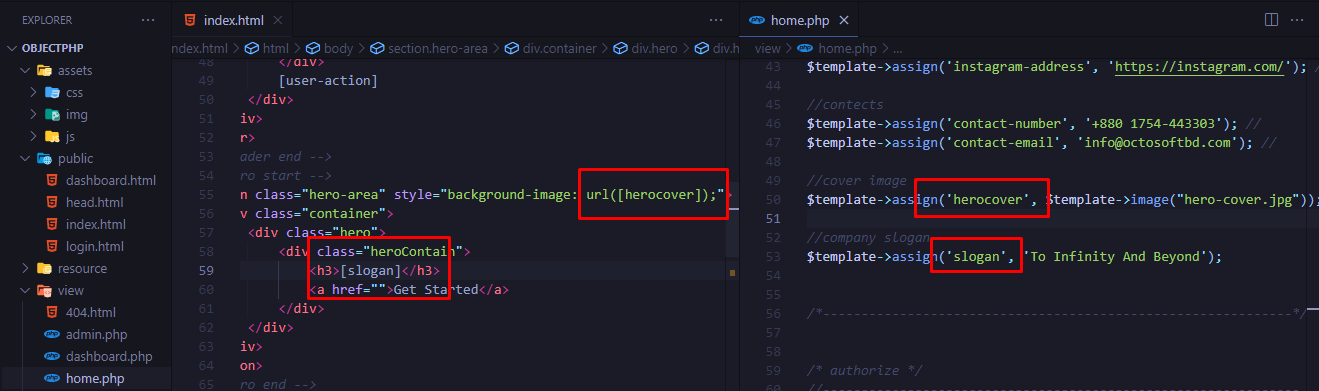 EXPLORER
OBJECTPHP
assets
css
img
js
public
dashboard.html
head.html
index.html
login.html
resource
view
404.html
admin.php
dashboard.php
home.php
index.html
ndex.html > html > body > section.hero-area > div.container > div.hero > div.h
48 </div>
49 [user-action]
50 </div>
51 iv>
52 r>
53 ader end -->
54 ro start -->
55 n class="hero-area" style="background-image: url([herocover]);">
56 v class="container">
57 <div class="hero">
58 <div class="heroContain">
59 <h3>[slogan]</h3>
60 <a href="">Get Started</a>
61 </div>
62 </div>
63 iv>
64 on>
65 ro end -->
home.php
view > home.php > ...
43 $template->assign('instagram-address', 'https://instagram.com/'); /
44
45 //contects
46 $template->assign('contact-number', '+880 1754-443303'); //
47 $template->assign('contact-email', 'info@octosoftbd.com'); //
48
49 //cover image
50 $template->assign('herocover', $template->image("hero-cover.jpg"));
51
52 //company slogan
53 $template->assign('slogan', 'To Infinity And Beyond');
54
55
56 /*--------------------------------------------------------------*/
57
58
59 /* authorize */